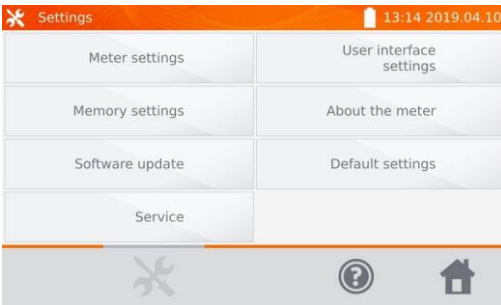 Settings
13:14 2019.04.10
Meter settings
User interface
settings
Memory settings
About the meter
Software update
Default settings
Service
?